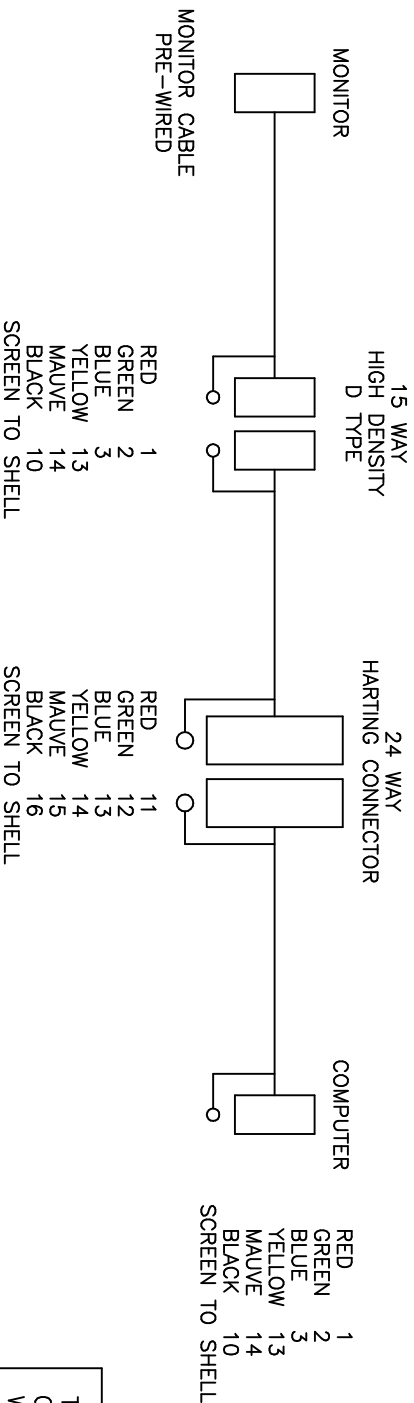 MONITOR
MONITOR CABLE
PRE-WIRED
15 WAY
HIGH DENSITY
D TYPE
RED 1
GREEN 2
BLUE 3
YELLOW 13
MAUVE 14
BLACK 10
SCREEN TO SHELL
24 WAY
HARTING CONNECTOR
RED 11
GREEN 12
BLUE 13
YELLOW 14
MAUVE 15
BLACK 16
SCREEN TO SHELL
COMPUTER
RED 1
GREEN 2
BLUE 3
YELLOW 13
MAUVE 14
BLACK 10
SCREEN TO SHELL